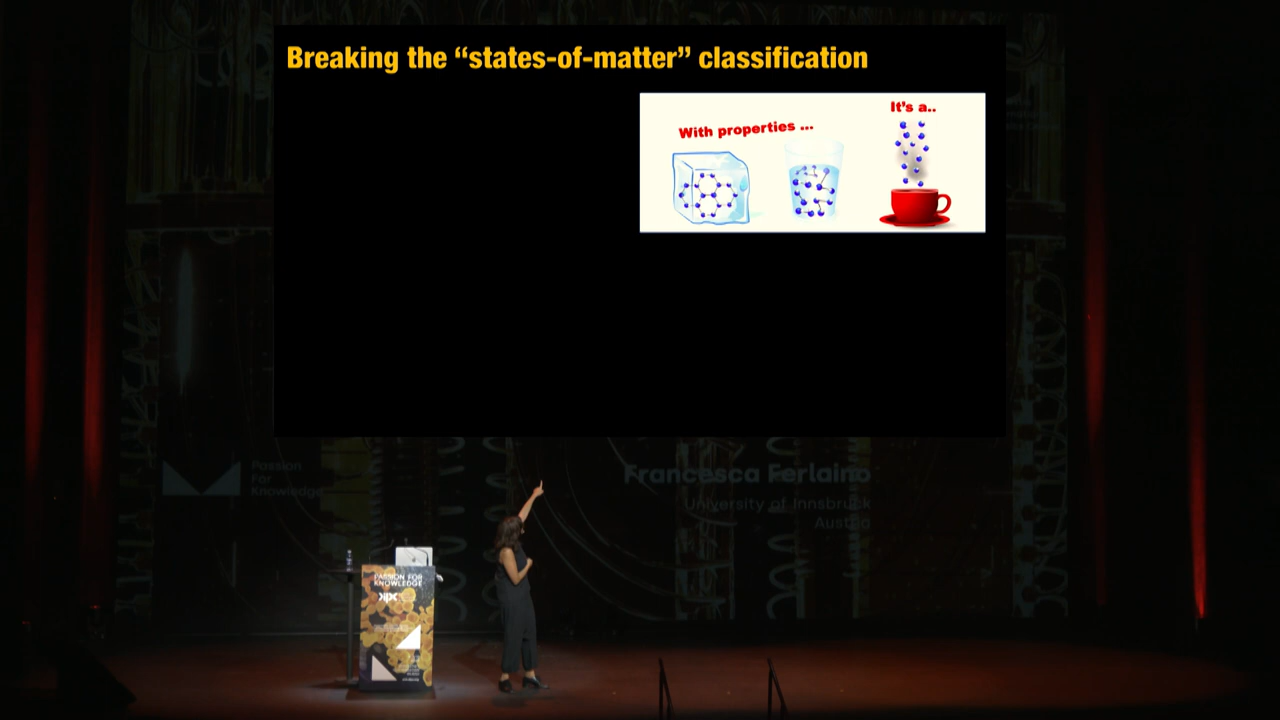 Breaking the “states-of-matter” classification
It's a..
With properties ...
Passion
For
Knowledge
Francesca Ferlaino
University of Innsbruck
Austria
PASSION FOR
KNOWLEDGE